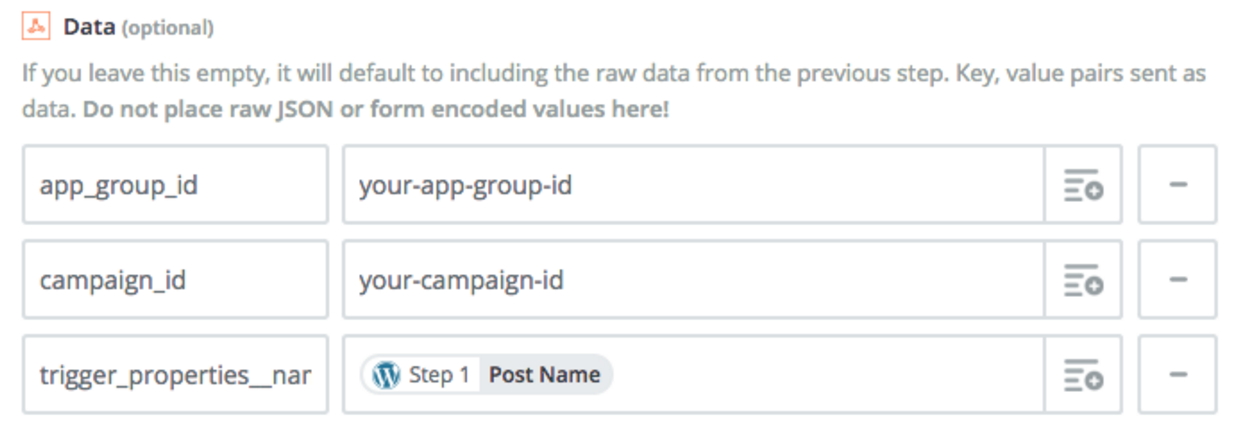 Data (optional)
If you leave this empty, it will default to including the raw data from the previous step. Key, value pairs sent as
data. Do not place raw JSON or form encoded values here!
app_group_id your-app-group-id
campaign_id your-campaign-id
trigger_properties__nar Step 1 Post Name